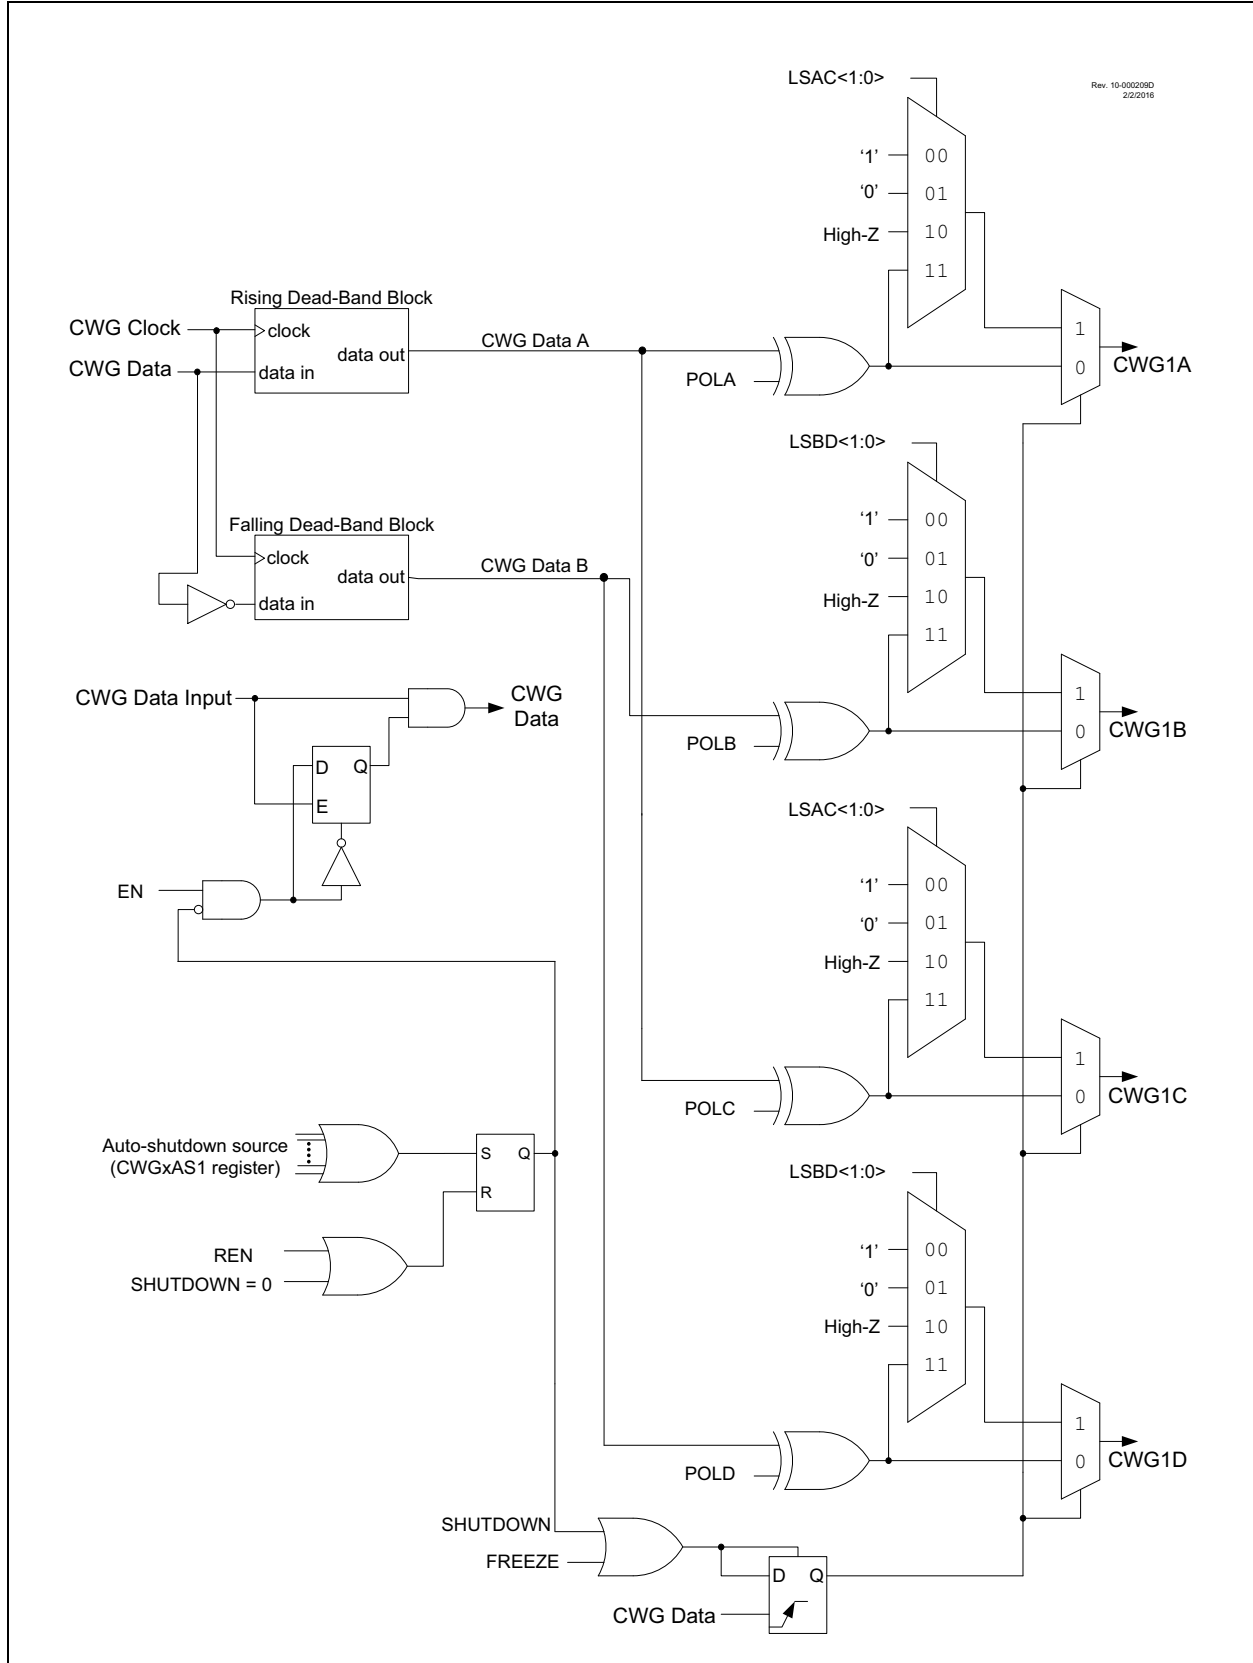 LSAC<1:0>
Rev. 10-000209D
2/2/2016
‘1’
00
‘0’
01
High-Z
10
11
Rising Dead-Band Block
CWG Clock
clock
data out
CWG Data
data in
CWG Data A
POLA
1
0
CWG1A
LSBD<1:0>
‘1’
00
‘0’
01
High-Z
10
11
Falling Dead-Band Block
clock
data out
data in
CWG Data B
POLB
1
0
CWG1B
CWG Data Input
CWG
Data
D Q
E
EN
LSAC<1:0>
‘1’
00
‘0’
01
High-Z
10
11
POLC
1
0
CWG1C
Auto-shutdown source
(CWGxAS1 register)
S Q
R
REN
SHUTDOWN = 0
LSBD<1:0>
‘1’
00
‘0’
01
High-Z
10
11
POLD
1
0
CWG1D
SHUTDOWN
FREEZE
D Q
CWG Data